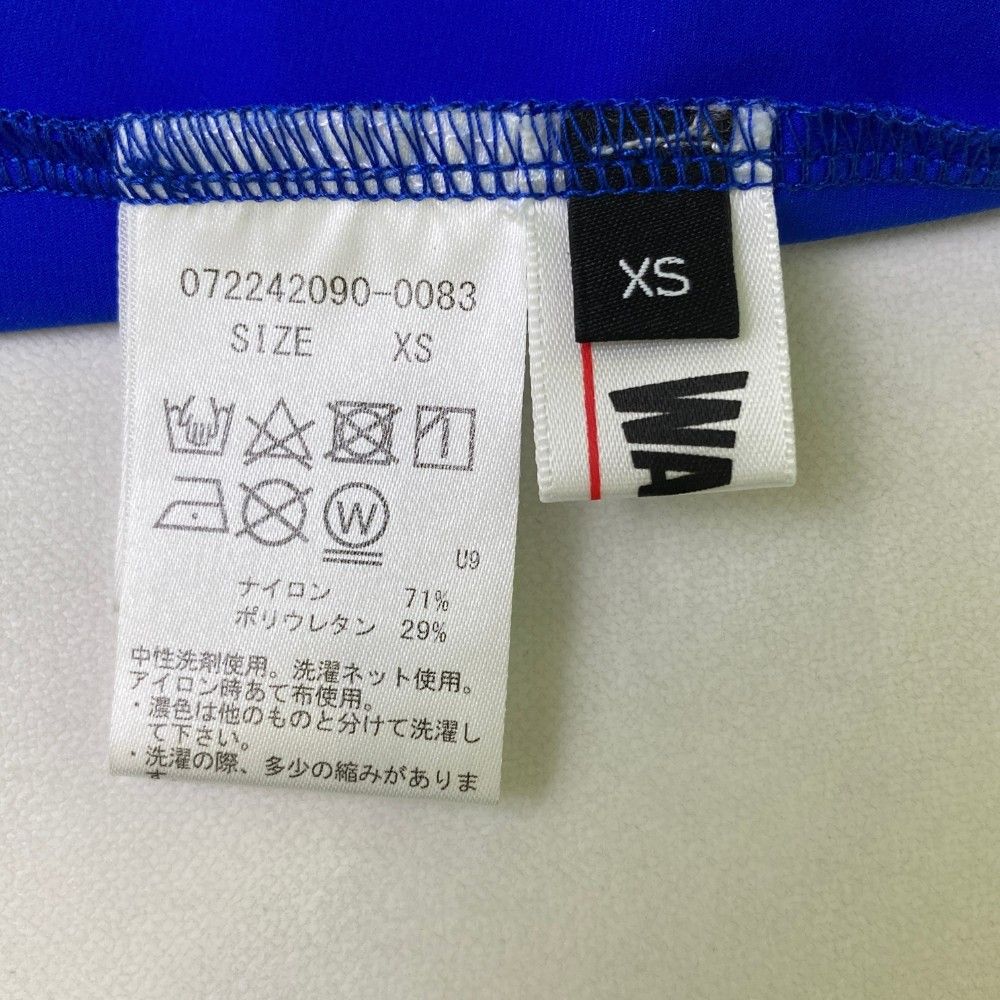 072242090-0083
SIZE XS
U9
ナイロン 71%
ポリウレタン 29%
中性洗剤使用。洗濯ネット使用。
アイロン時あて布使用。
・濃色は他のものと分けて洗濯し
て下さい。
・洗濯の際、多少の縮みがありま
す
XS
WA
W